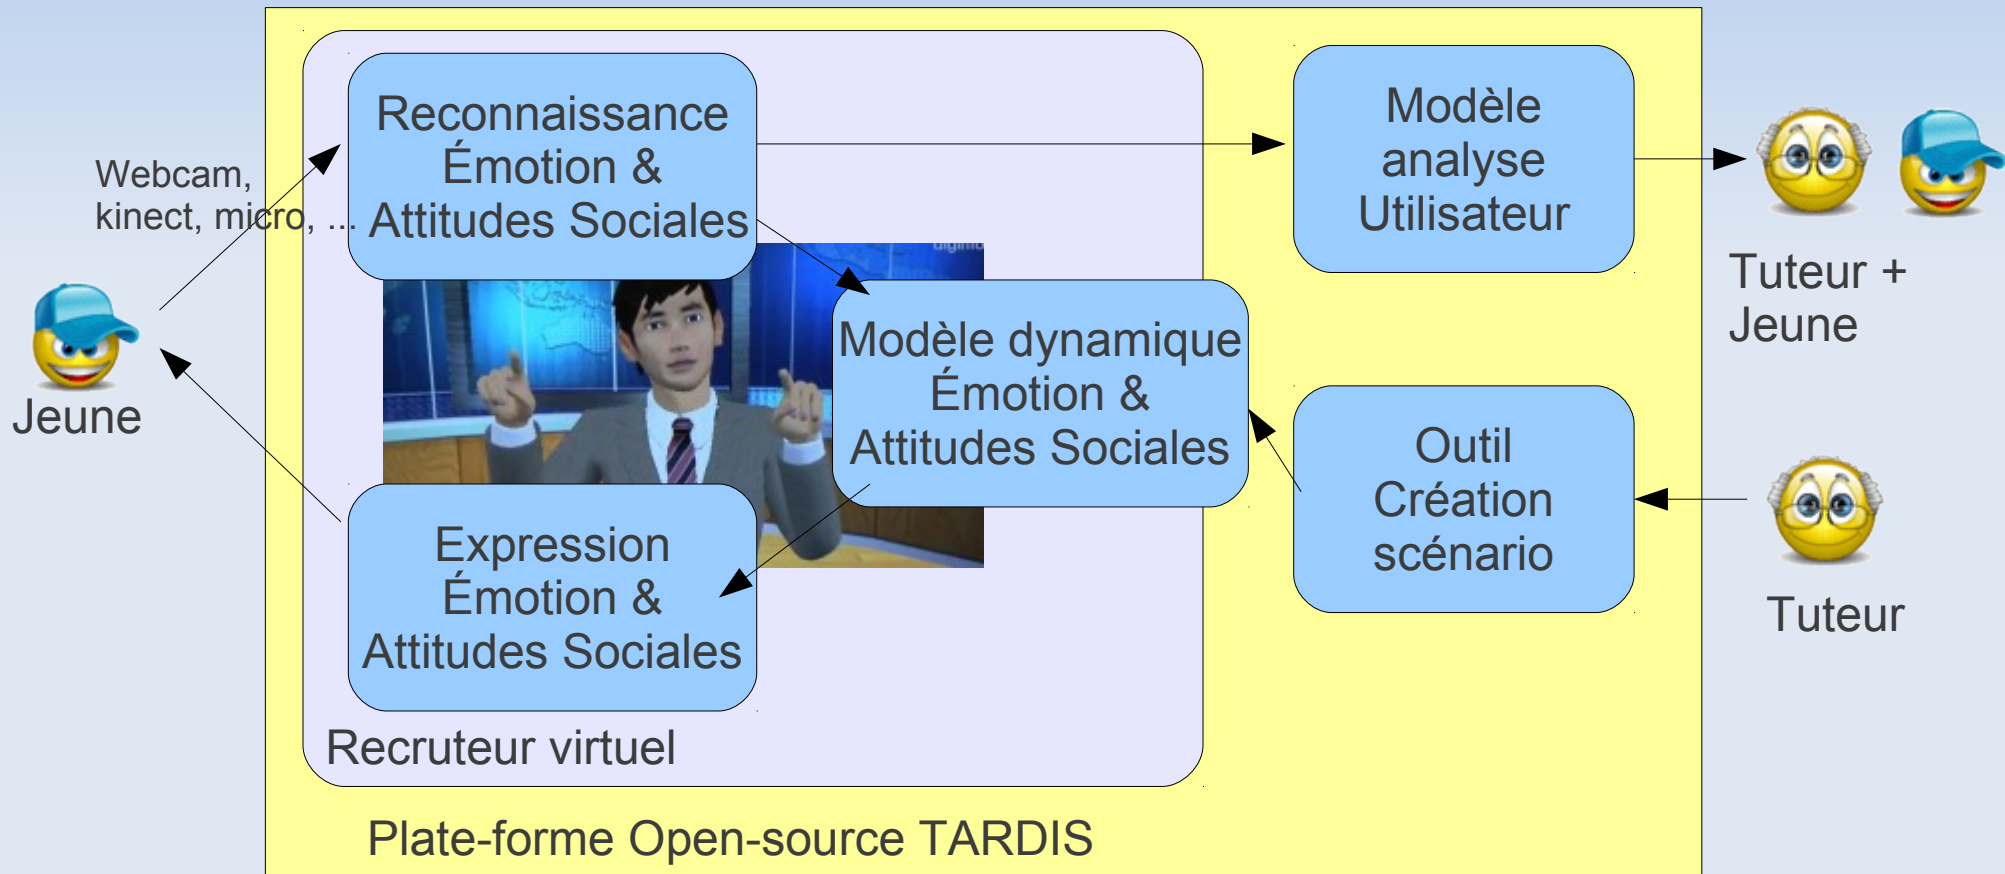 Reconnaissance
Émotion &
Attitudes Sociales
Modèle
analyse
Utilisateur
Webcam,
kinect, micro, ...
Tuteur +
Jeune
Modèle dynamique
Émotion &
Attitudes Sociales
Jeune
Outil
Création
scénario
Expression
Émotion &
Attitudes Sociales
Tuteur
Recruteur virtuel
Plate-forme Open-source TARDIS